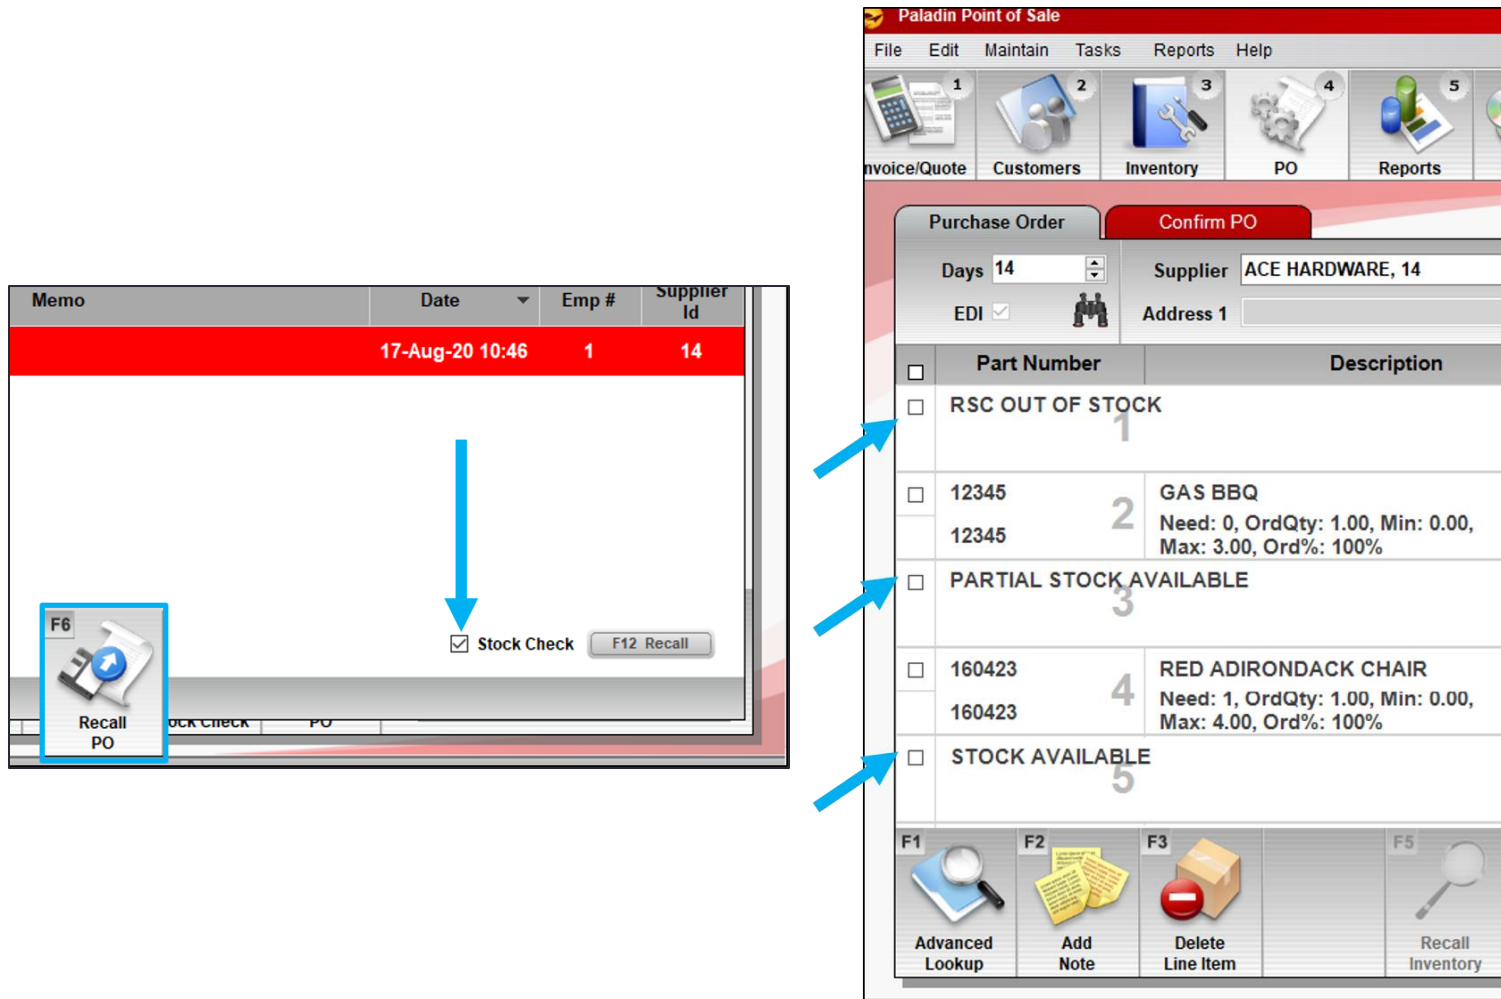 Memo Date Emp # Supplier Id
17-Aug-20 10:46 1 14
Stock Check F12 Recall
F6
Recall
PO
ock Check PO
Paladin Point of Sale
File Edit Maintain Tasks Reports Help
1 2 3 4 5
nvoice/Quote Customers Inventory PO Reports
Purchase Order Confirm PO
Days 14 Supplier ACE HARDWARE, 14
EDI Address 1
Part Number Description
RSC OUT OF STOCK
1
12345 2 GAS BBQ
12345 Need: 0, OrdQty: 1.00, Min: 0.00,
Max: 3.00, Ord%: 100%
PARTIAL STOCK AVAILABLE
3
160423 4 RED ADIRONDACK CHAIR
160423 Need: 1, OrdQty: 1.00, Min: 0.00,
Max: 4.00, Ord%: 100%
STOCK AVAILABLE
5
F1 F2 F3 F5
Advanced Add Delete Recall
Lookup Note Line Item Inventory